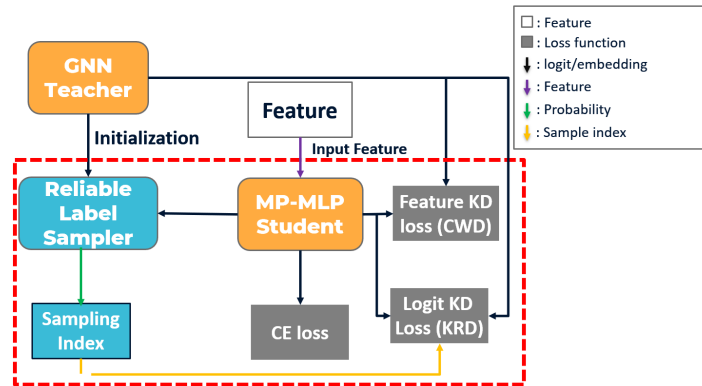 GNN
Teacher
Feature
Initialization
Input Feature
Reliable
Label
Sampler
MP-MLP
Student
Feature KD
loss (CWD)
Sampling
Index
CE loss
Logit KD
Loss (KRD)
: Feature
: Loss function
: logit/embedding
: Feature
: Probability
: Sample index